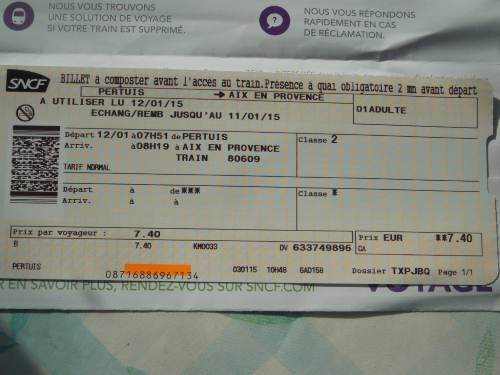 NOUS VOUS TROUVONS
UNE SOLUTION DE VOYAGE
SI VOTRE TRAIN EST SUPPRIMÉ.
NOUS VOUS RÉPONDONS
RAPIDEMENT EN CAS
DE RÉCLAMATION.
SNCF
BILLET à composter avant l'accès au train.Présence à quai obligatoire 2 mn avant départ
PERTUIS → AIX EN PROVENCE
01ADULTE
A UTILISER LU 12/01/15
ECHANG/REMB JUSQU'AU 11/01/15
Départ 12/01 à07H51 de PERTUIS Classe 2
Arriv. à08H19 à AIX EN PROVENCE
TRAIN 80609
TARIF NORMAL
Départ à de*** Classe *
Arriv. à à
Prix par voyageur : 7.40 Prix EUR **7.40
B 7.40 KM0033 DV 633749896 CA
PERTUIS 08716886967134 030115 10H48 GAD158 Dossier TXPJBQ Page 1/1
EN SAVOIR PLUS, RENDEZ-VOUS SUR SNCF.COM
VOYAGE